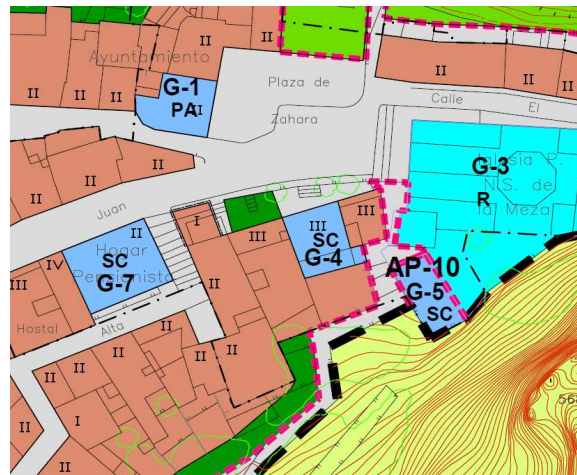 II
II
II
II
Ayuntamiento
II
G-1
II
PA
II
Plaza de
Zahara
II
II
II
Calle
El
II
II
II
II
Juan
G-3
Iglesia P.
R
N.S. de
la Meza
I
II
III
III
III
SC
G-4
Hogar
SC
Pensionista
G-7
IV
III
Hostal
Alta
AP-10
G-5
SC
II
II
II
II
II
II
I
II
II
II